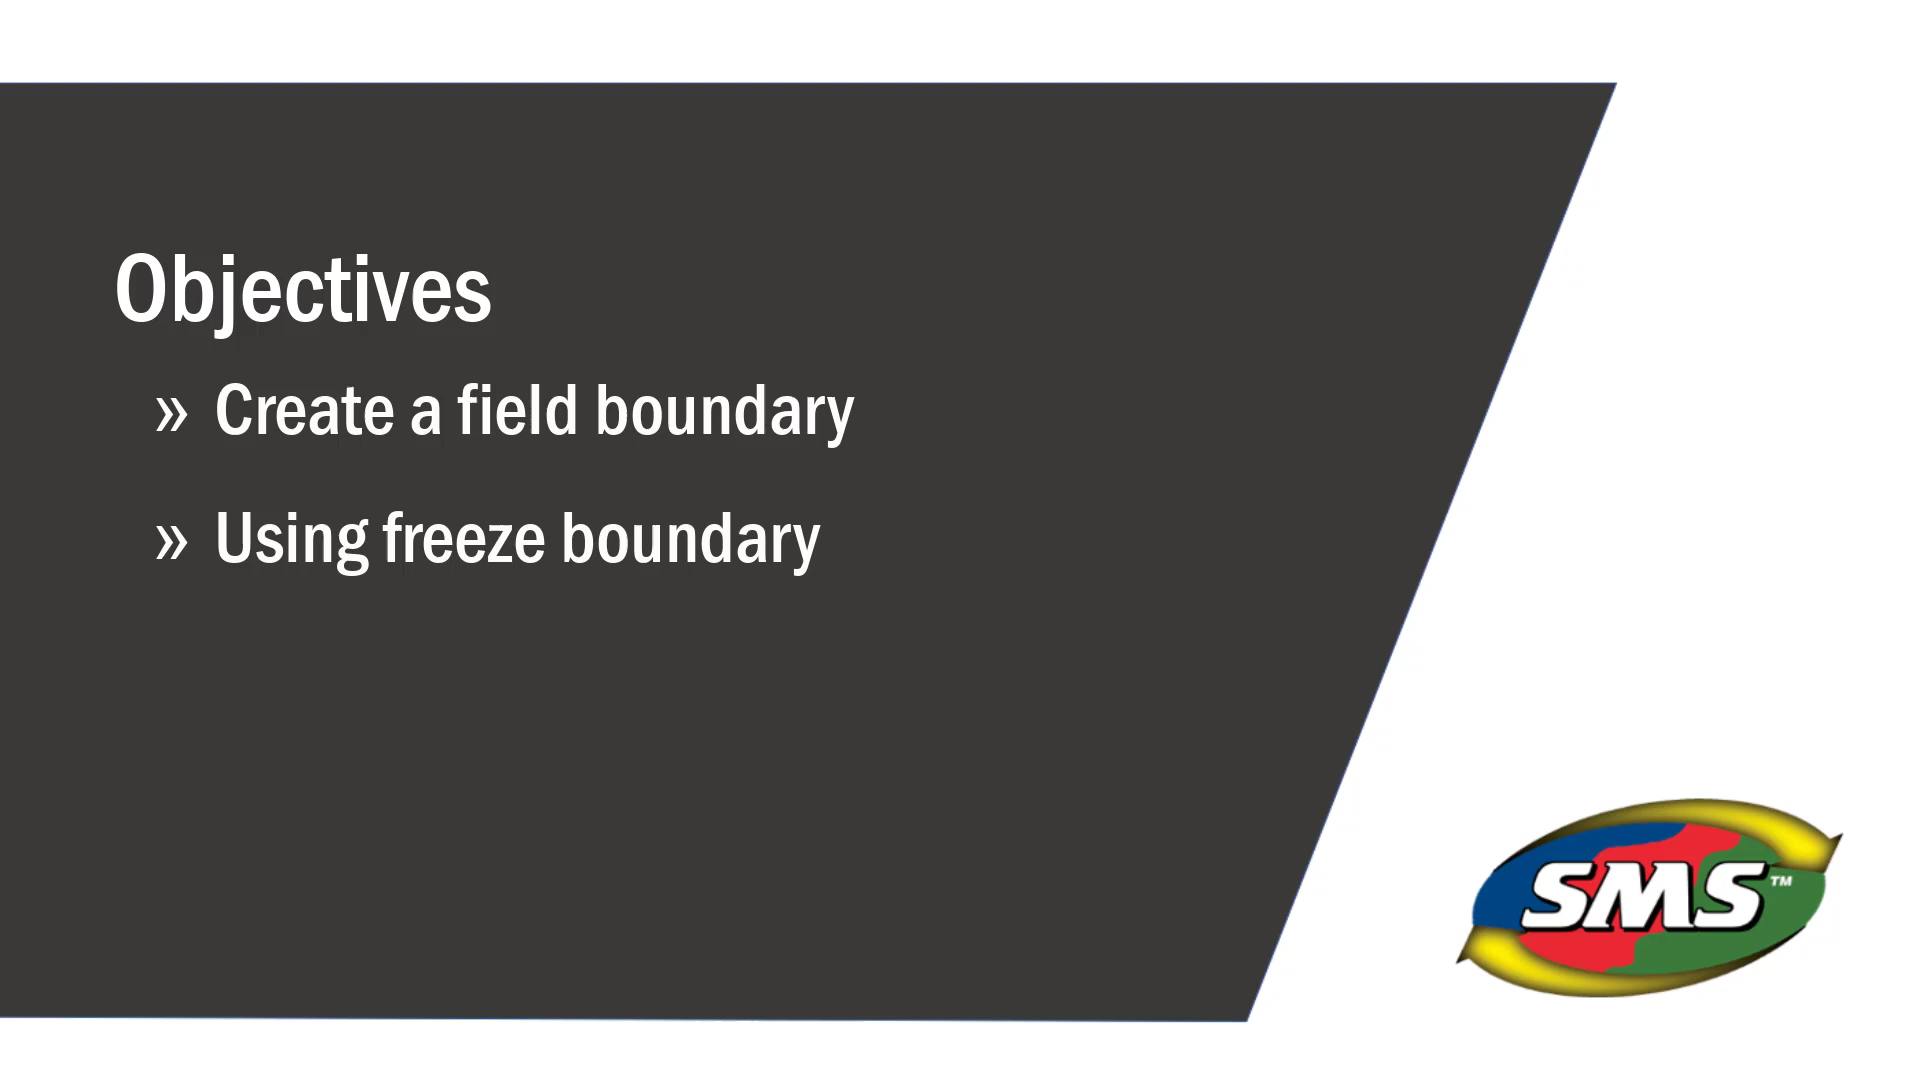 Objectives
» Create a field boundary
» Using freeze boundary
SMS™